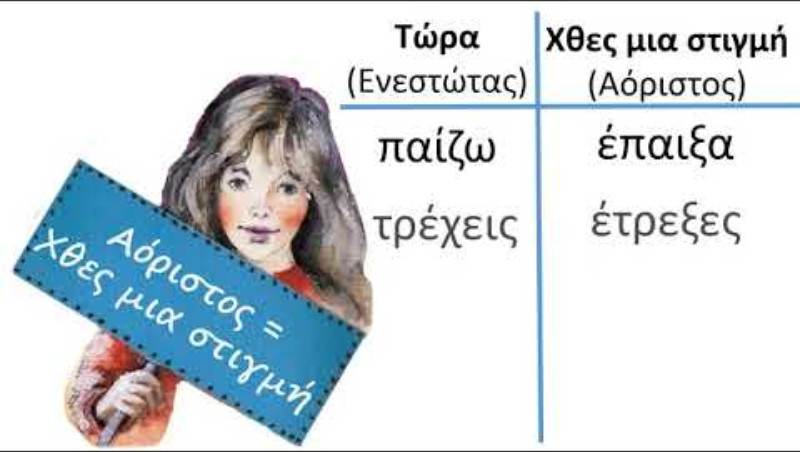 Τώρα
(Ενεστώτας)
Χθες μια στιγμή
(Αόριστος)
παίζω
έπαιξα
τρέχεις
έτρεξες
Αόριστος =
Χθες μια στιγμή